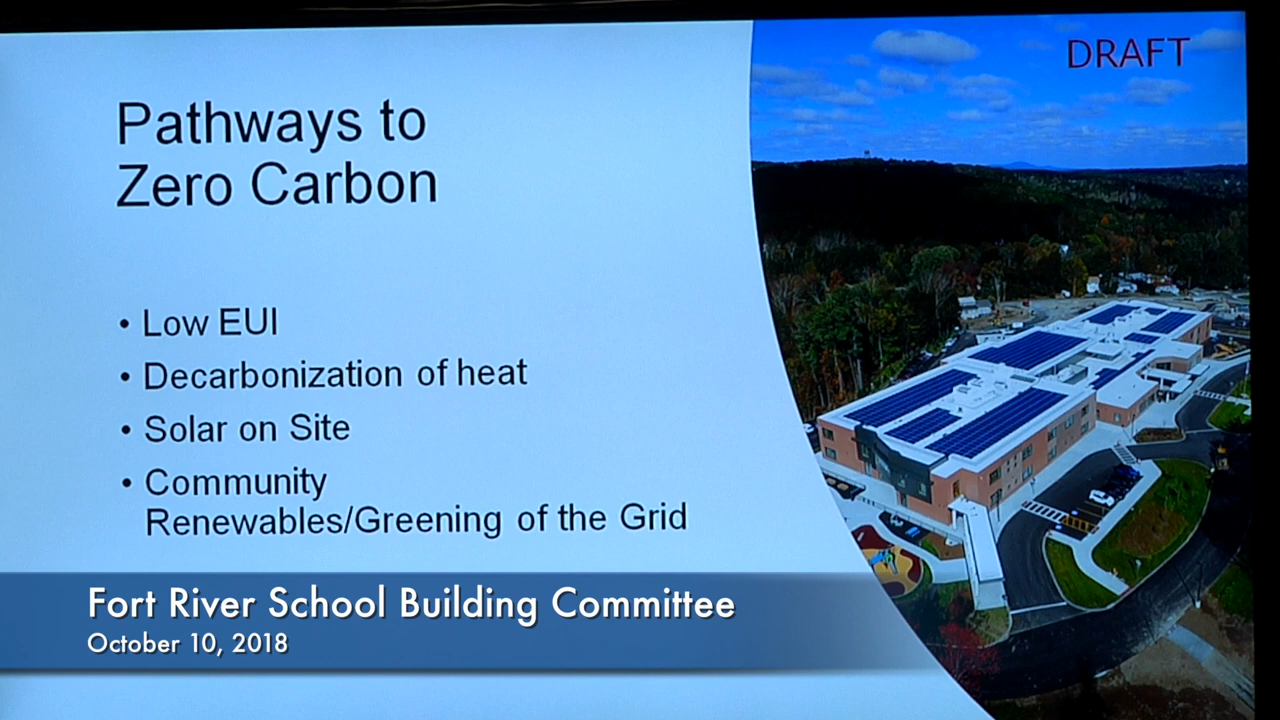 DRAFT
Pathways to
Zero Carbon
• Low EUI
• Decarbonization of heat
• Solar on Site
• Community
Renewables/Greening of the Grid
Fort River School Building Committee
October 10, 2018